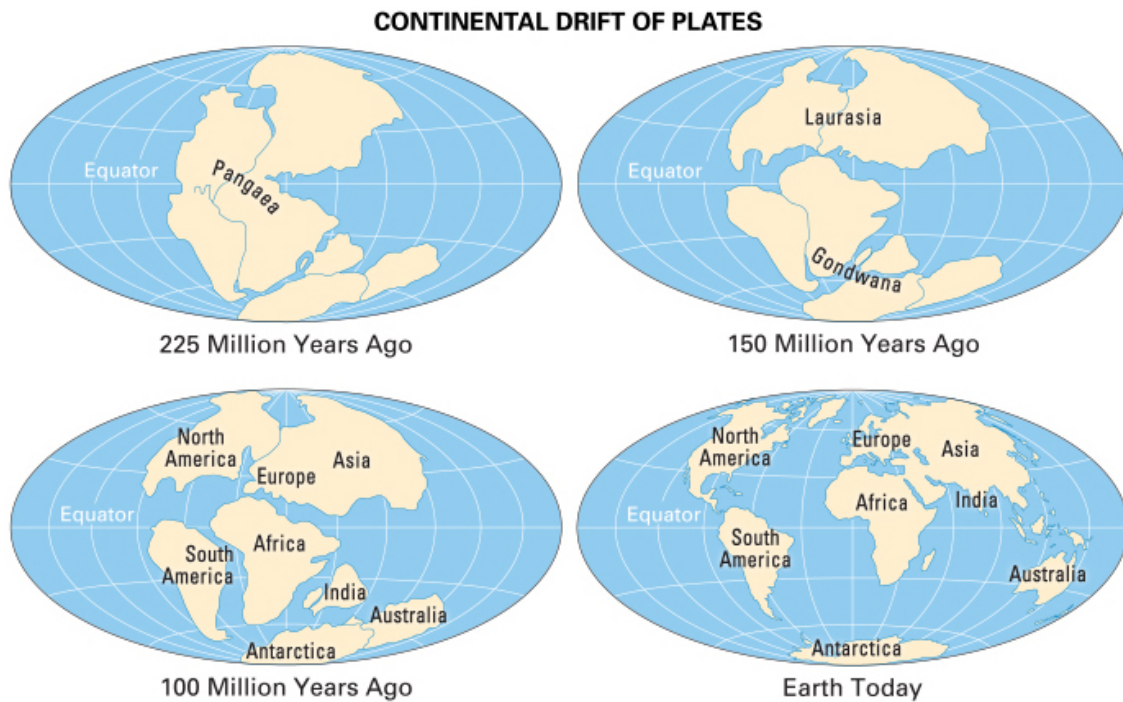 CONTINENTAL DRIFT OF PLATES
Equator
Pangaea
225 Million Years Ago
Laurasia
Equator
Gondwana
150 Million Years Ago
North
America
Europe
Asia
Equator
South
America
Africa
India
Australia
Antarctica
100 Million Years Ago
North
America
Europe
Asia
Africa
India
Equator
South
America
Australia
Antarctica
Earth Today